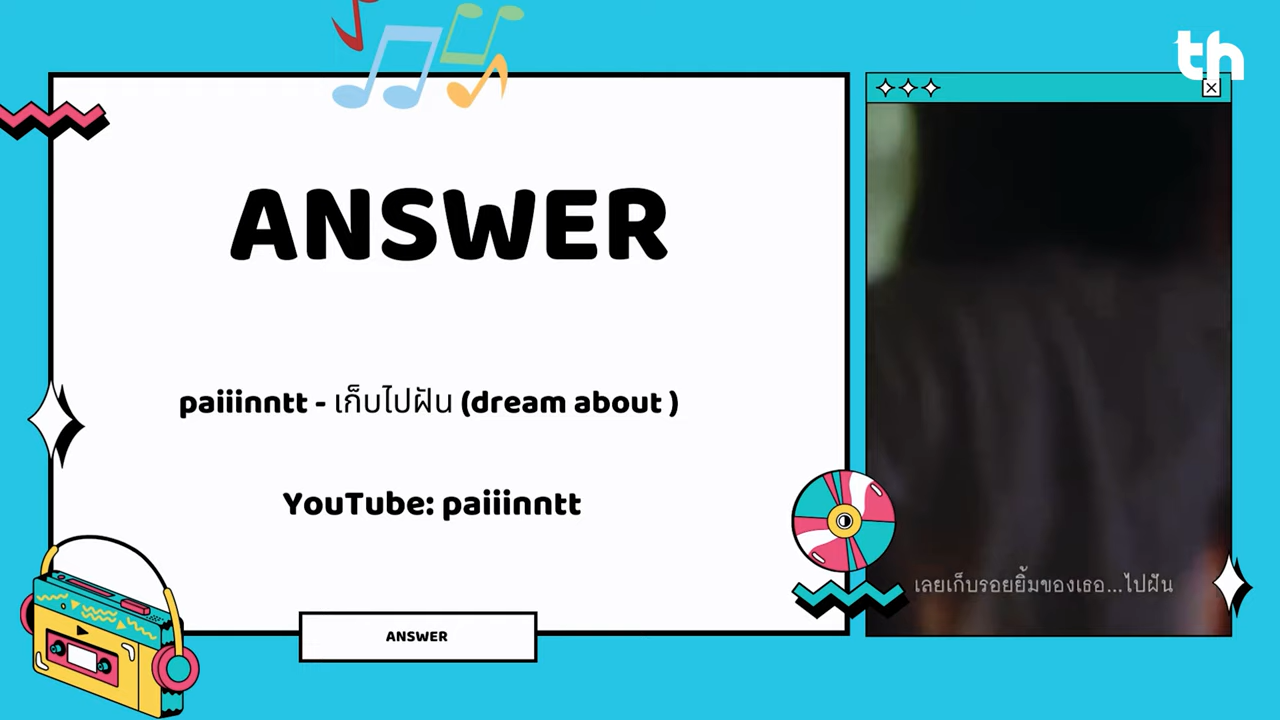 th
ANSWER
paiiinntt - เก็บไปฝัน (dream about )
YouTube: paiiinntt
เลยเก็บรอยยิ้มของเธอ...ไปฝัน
ANSWER